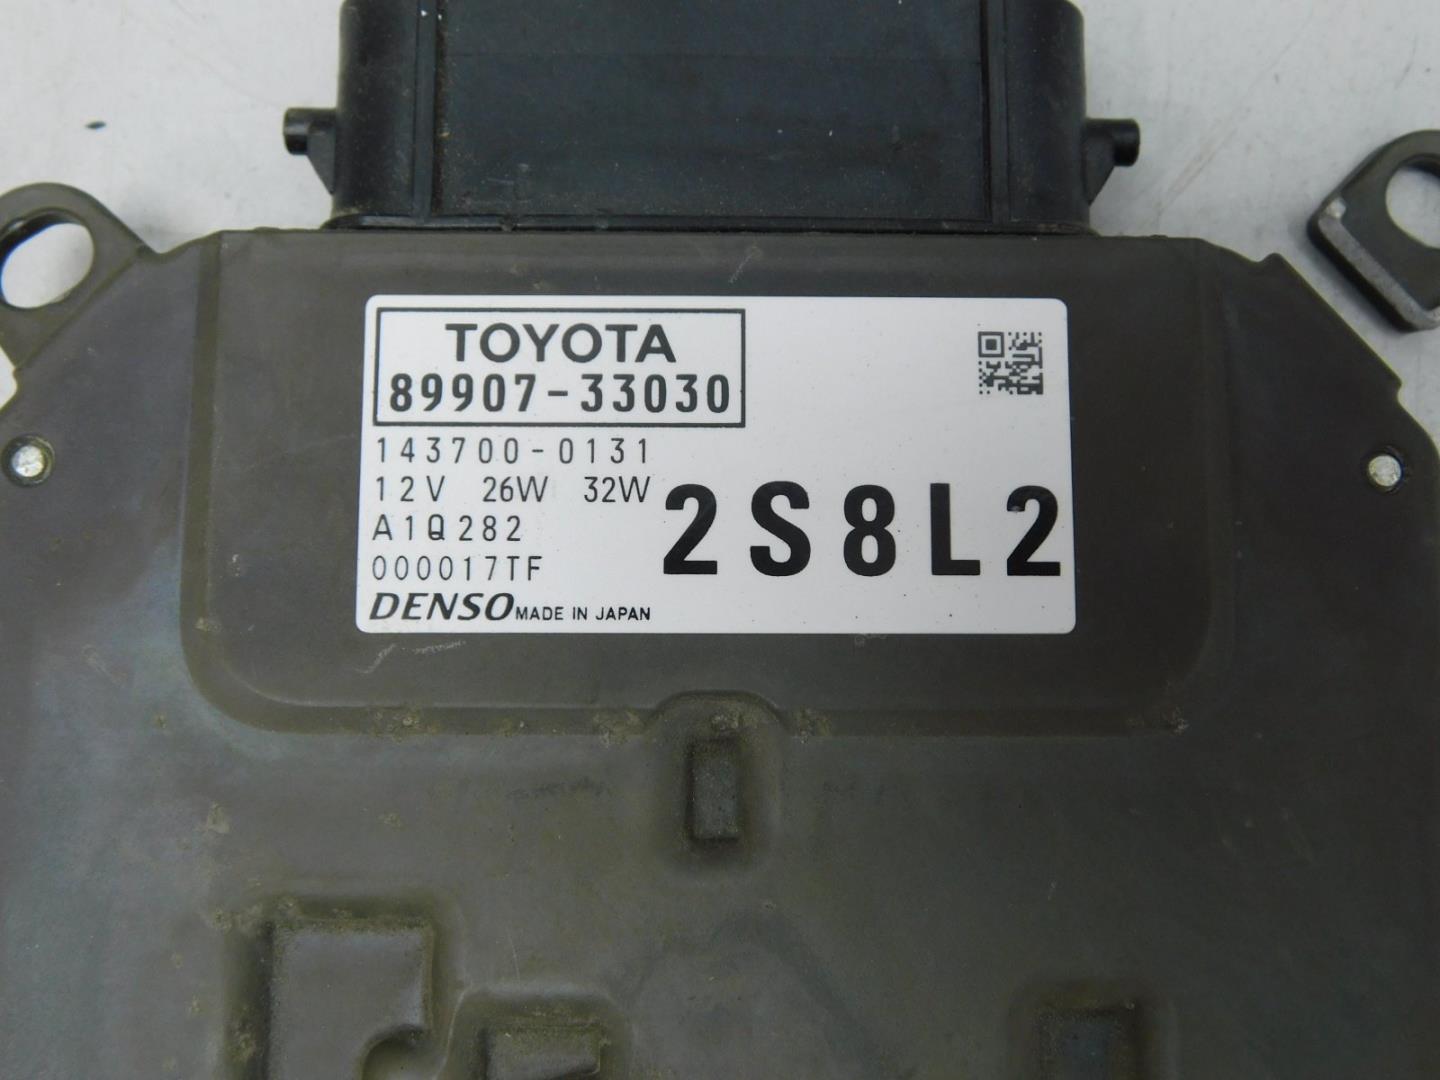 TOYOTA
89907-33030
143700-0131
12V 26W 32W
A1Q282
000017TF
2S8L2
DENSO MADE IN JAPAN